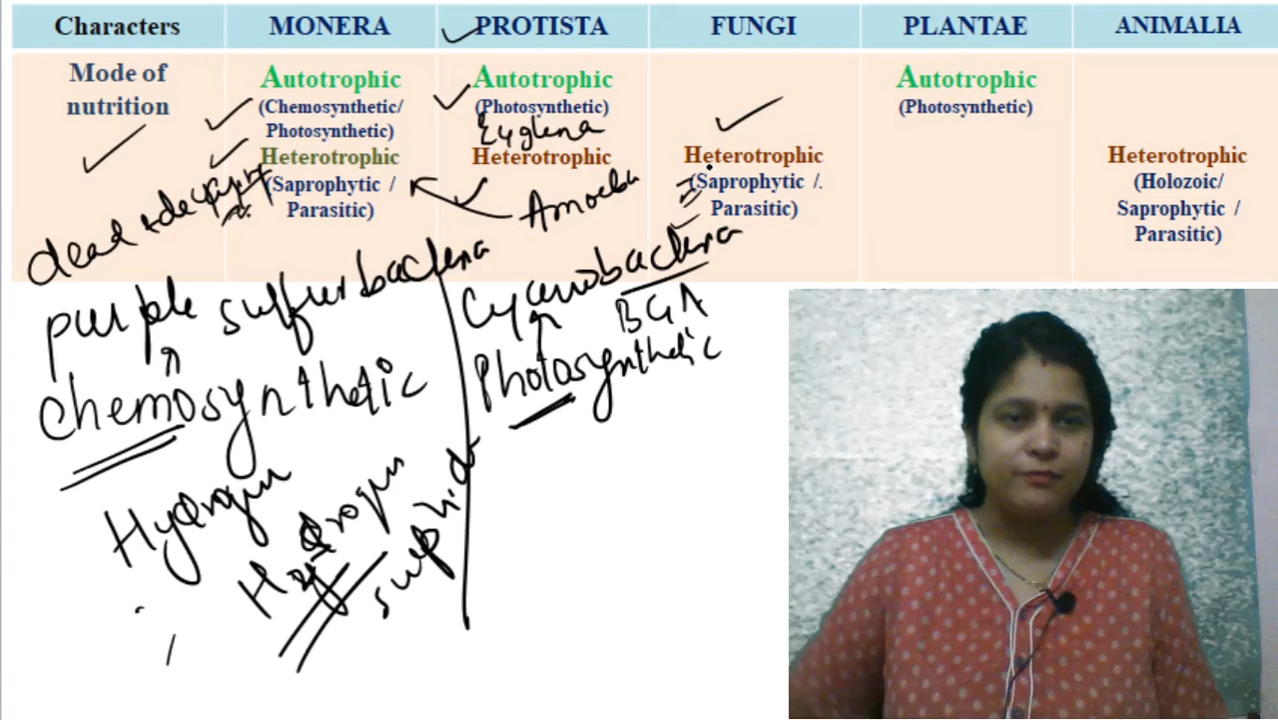 Characters MONERA PROTISTA FUNGI PLANTAE ANIMALIA
Mode of nutrition
Autotrophic
(Chemosynthetic/
Photosynthetic)
Heterotrophic
(Saprophytic /
Parasitic)
Autotrophic
(Photosynthetic)
Euglena
Heterotrophic
Amoeba
Heterotrophic
(Saprophytic /
Parasitic)
Autotrophic
(Photosynthetic)
Heterotrophic
(Holozoic/
Saprophytic /
Parasitic)
dead
purple sulfur bacteria
chemosynthetic
Hydrogen
Hydrogen
sulphide
Cyanobacteria
BGA
Photosynthetic